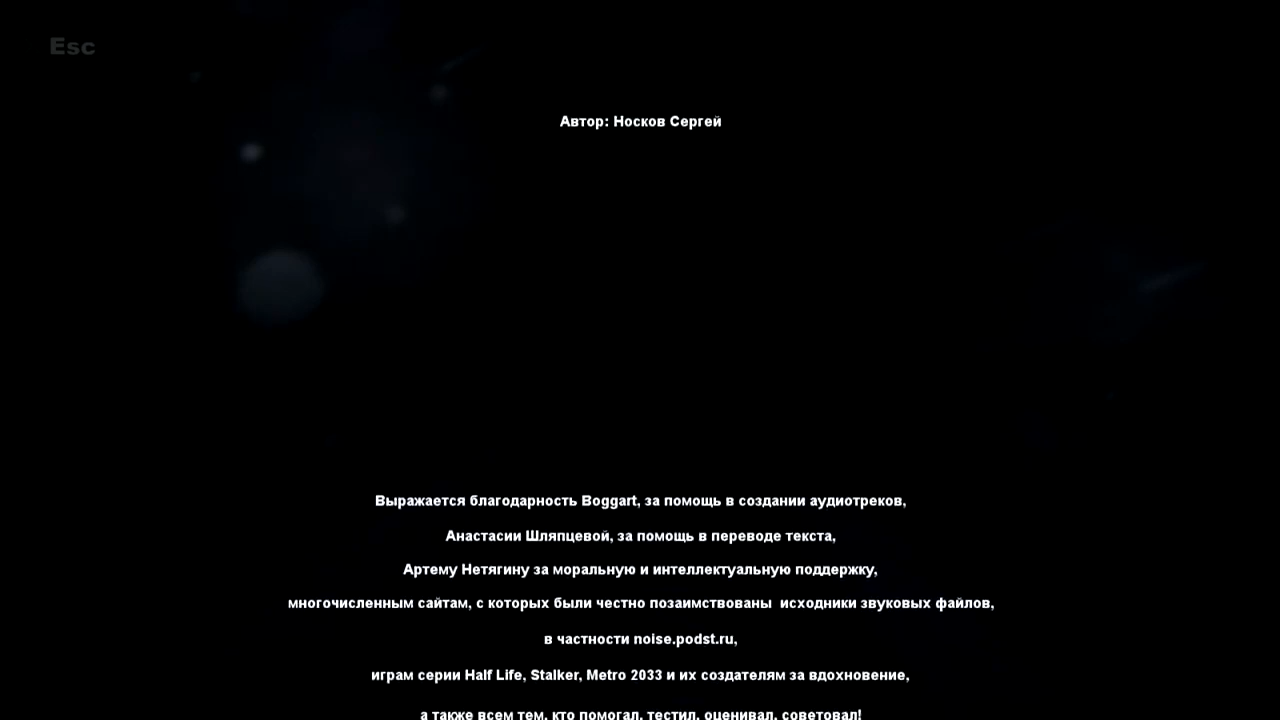 Esc
Автор: Носков Сергей
Выражается благодарность Boggart, за помощь в создании аудиотреков,
Анастасии Шляпцевой, за помощь в переводе текста,
Артему Нетягину за моральную и интеллектуальную поддержку,
многочисленным сайтам, с которых были честно позаимствованы  исходники звуковых файлов,
в частности noise.podst.ru,
играм серии Half Life, Stalker, Metro 2033 и их создателям за вдохновение,
а также всем тем, кто помогал, тестил, оценивал, советовал!